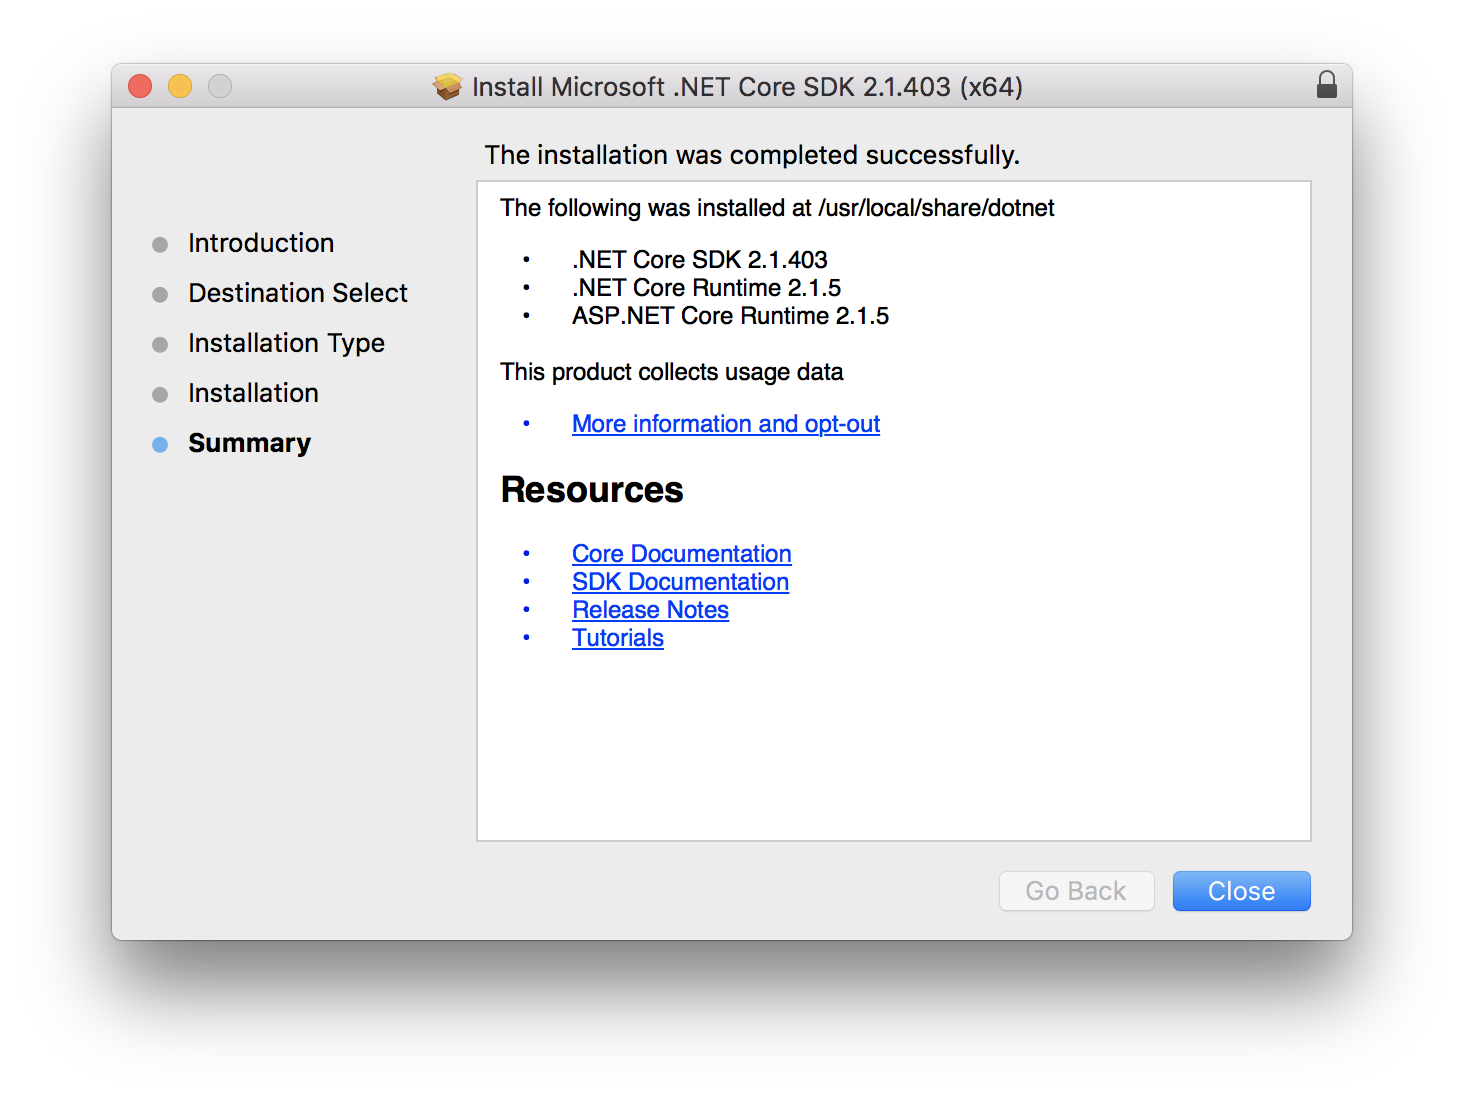 Install Microsoft .NET Core SDK 2.1.403 (x64)
The installation was completed successfully.
Introduction
Destination Select
Installation Type
Installation
Summary
The following was installed at /usr/local/share/dotnet
• .NET Core SDK 2.1.403
• .NET Core Runtime 2.1.5
• ASP.NET Core Runtime 2.1.5
This product collects usage data
• More information and opt-out
Resources
• Core Documentation
• SDK Documentation
• Release Notes
• Tutorials
Go Back
Close